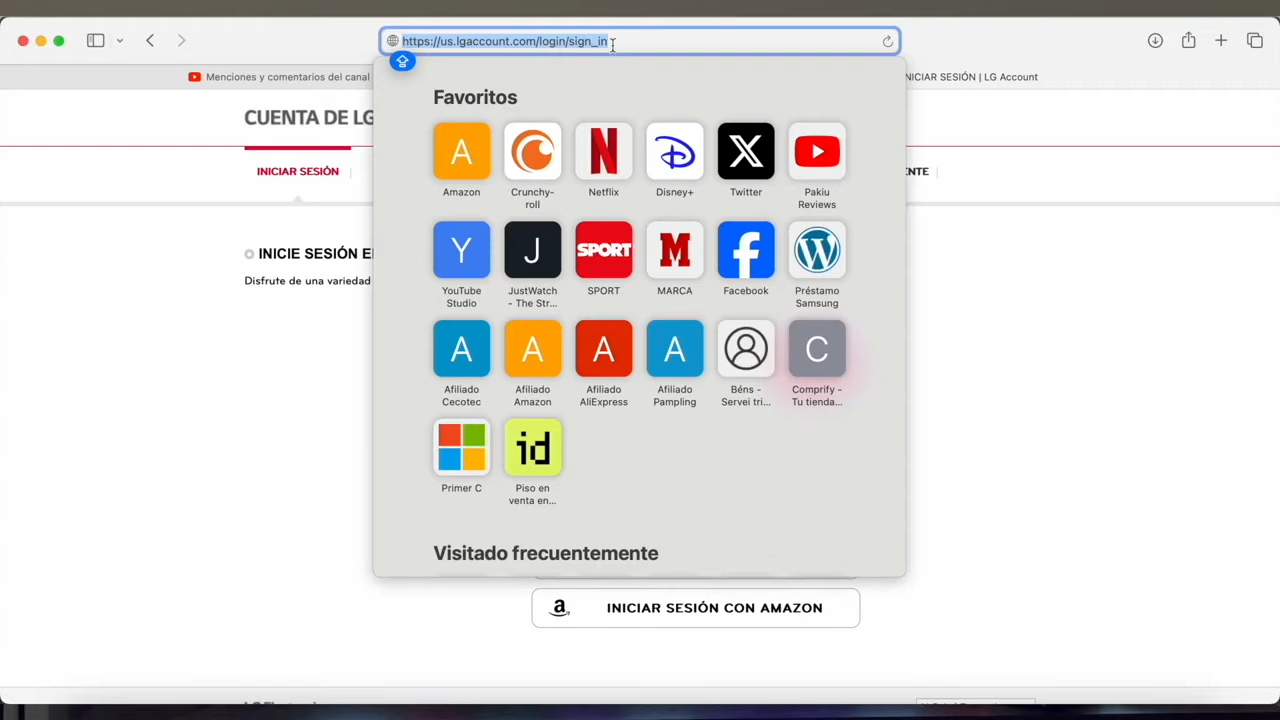 https://us.lgaccount.com/login/sign_in
Menciones y comentarios del canal
INICIAR SESIÓN | LG Account
CUENTA DE LG
Favoritos
A
N
Disney+
X
Amazon
Crunchy-
roll
Netflix
Disney+
Twitter
Pakiu
Reviews
INICIAR SESIÓN
ENTE
INICIE SESIÓN E
Disfrute de una variedad
Y
J
SPORT
M
f
W
YouTube
Studio
JustWatch
- The Str...
SPORT
MARCA
Facebook
Préstamo
Samsung
A
A
A
A
C
Afiliado
Cecotec
Afiliado
Amazon
Afiliado
AliExpress
Afiliado
Pampling
Béns -
Servei tri...
Comprify -
Tu tienda...
id
Primer C
Piso en
venta en...
Visitado frecuentemente
a
INICIAR SESIÓN CON AMAZON